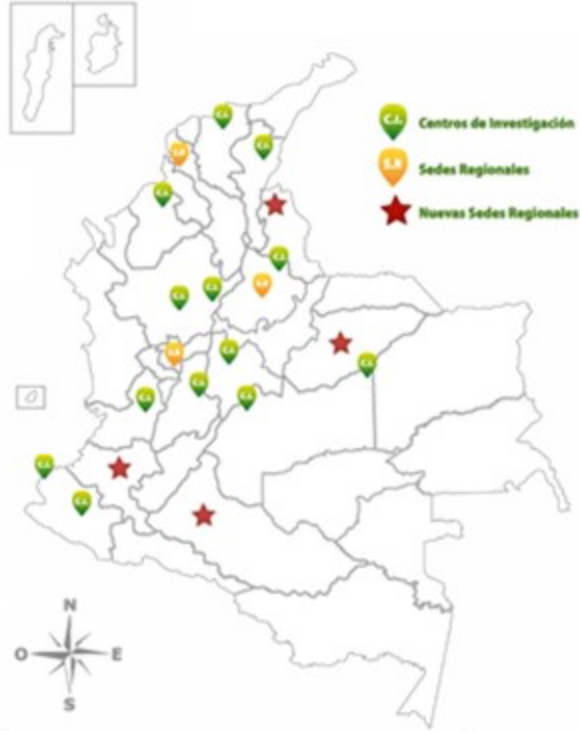 C.I. Centros de Investigación
S.R Sedes Regionales
Nuevas Sedes Regionales
C.I.
C.I.
S.R
C.I.
C.I.
S.R
C.I.
C.I.
S.R
C.I.
C.I.
C.I.
C.I.
C.I.
C.I.
C.I.
N
O E
S